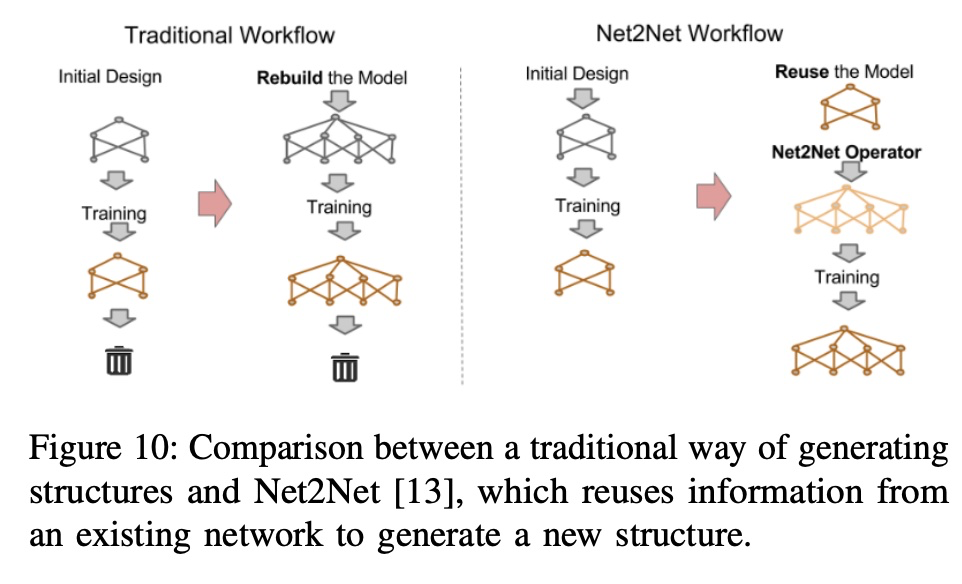 Traditional Workflow
Initial Design
Training
Rebuild the Model
Training
Net2Net Workflow
Initial Design
Training
Reuse the Model
Net2Net Operator
Training
Figure 10: Comparison between a traditional way of generating
structures and Net2Net [13], which reuses information from
an existing network to generate a new structure.